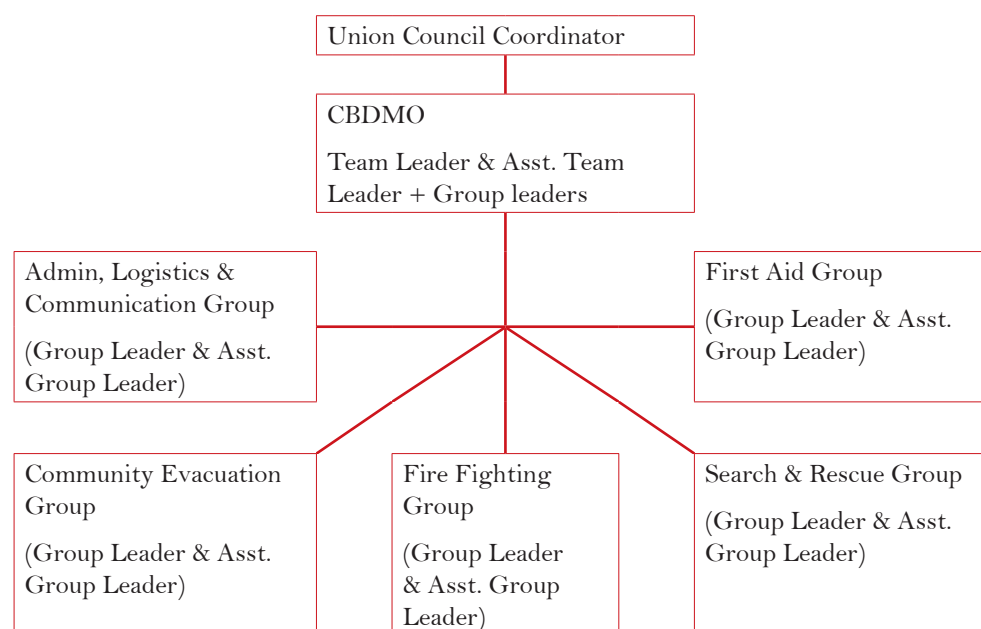 Union Council Coordinator
CBDMO
Team Leader & Asst. Team
Leader + Group leaders
Admin, Logistics &
Communication Group
(Group Leader & Asst.
Group Leader)
First Aid Group
(Group Leader & Asst.
Group Leader)
Community Evacuation
Group
(Group Leader & Asst.
Group Leader)
Fire Fighting
Group
(Group Leader
& Asst. Group
Leader)
Search & Rescue Group
(Group Leader & Asst.
Group Leader)